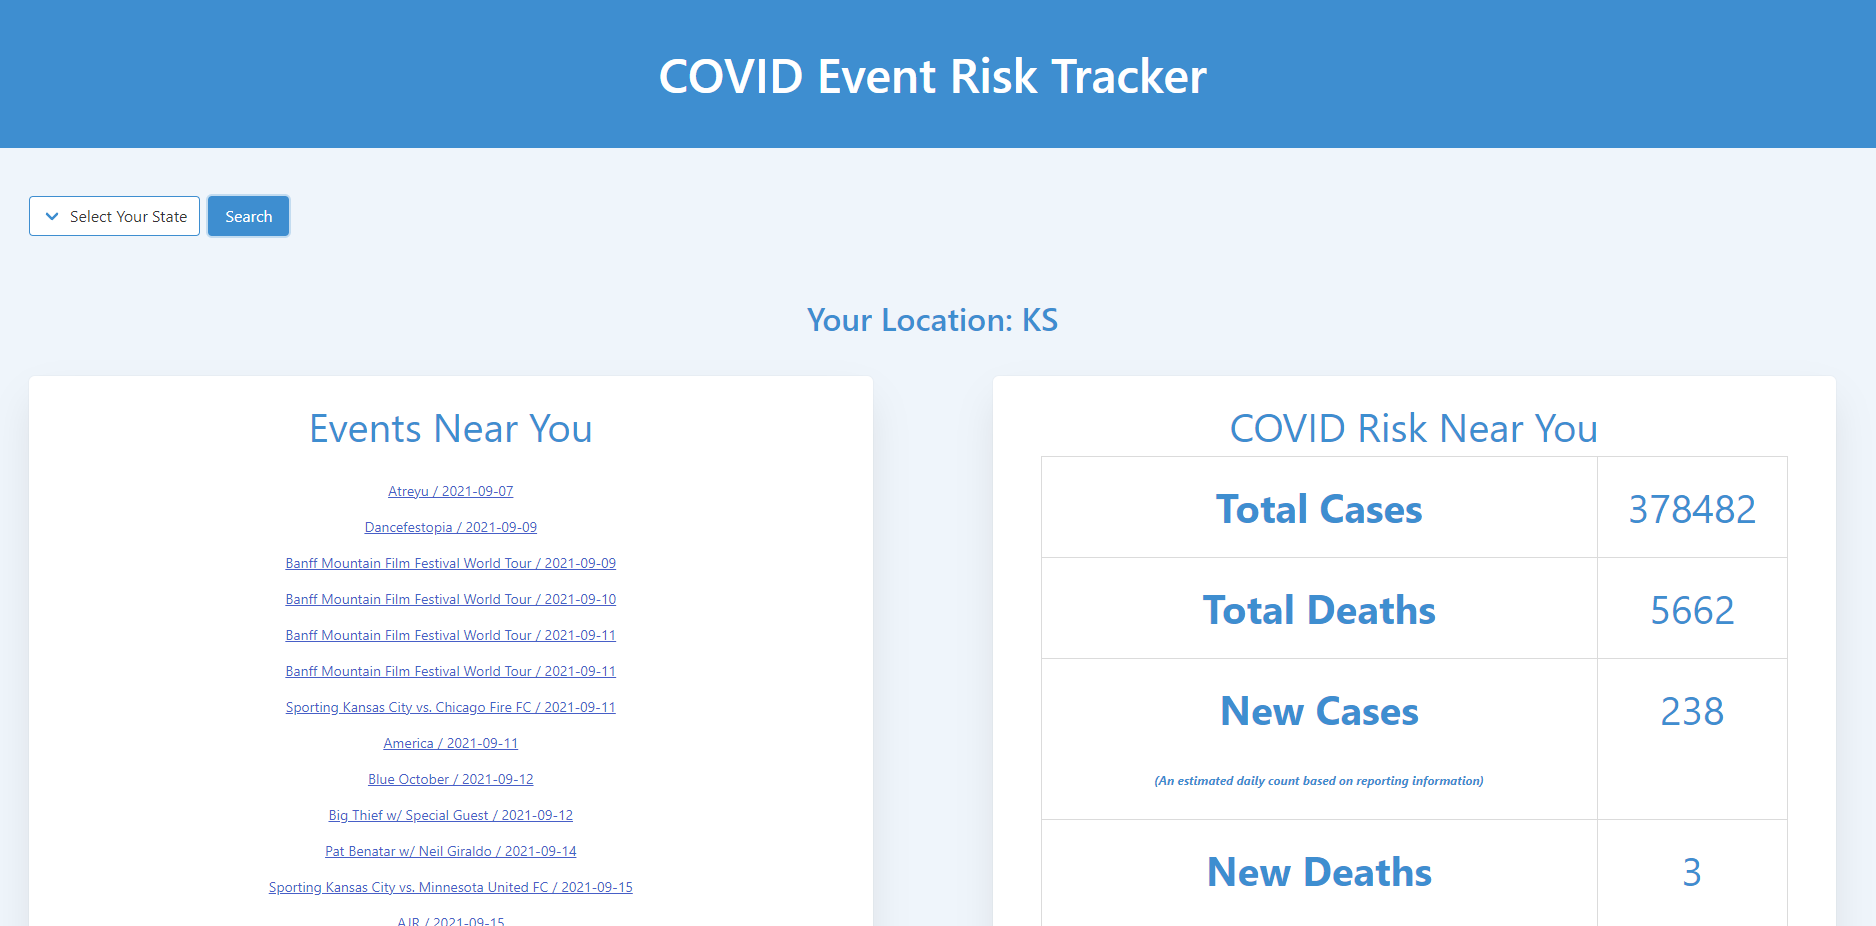 COVID Event Risk Tracker
Select Your State
Search
Your Location: KS
Events Near You
Atreyu / 2021-09-07
Dancefestopia / 2021-09-09
Banff Mountain Film Festival World Tour / 2021-09-09
Banff Mountain Film Festival World Tour / 2021-09-10
Banff Mountain Film Festival World Tour / 2021-09-11
Banff Mountain Film Festival World Tour / 2021-09-11
Sporting Kansas City vs. Chicago Fire FC / 2021-09-11
America / 2021-09-11
Blue October / 2021-09-12
Big Thief w/ Special Guest / 2021-09-12
Pat Benatar w/ Neil Giraldo / 2021-09-14
Sporting Kansas City vs. Minnesota United FC / 2021-09-15
AJR / 2021-09-15
COVID Risk Near You
Total Cases 378482
Total Deaths 5662
New Cases 238
(An estimated daily count based on reporting information)
New Deaths 3